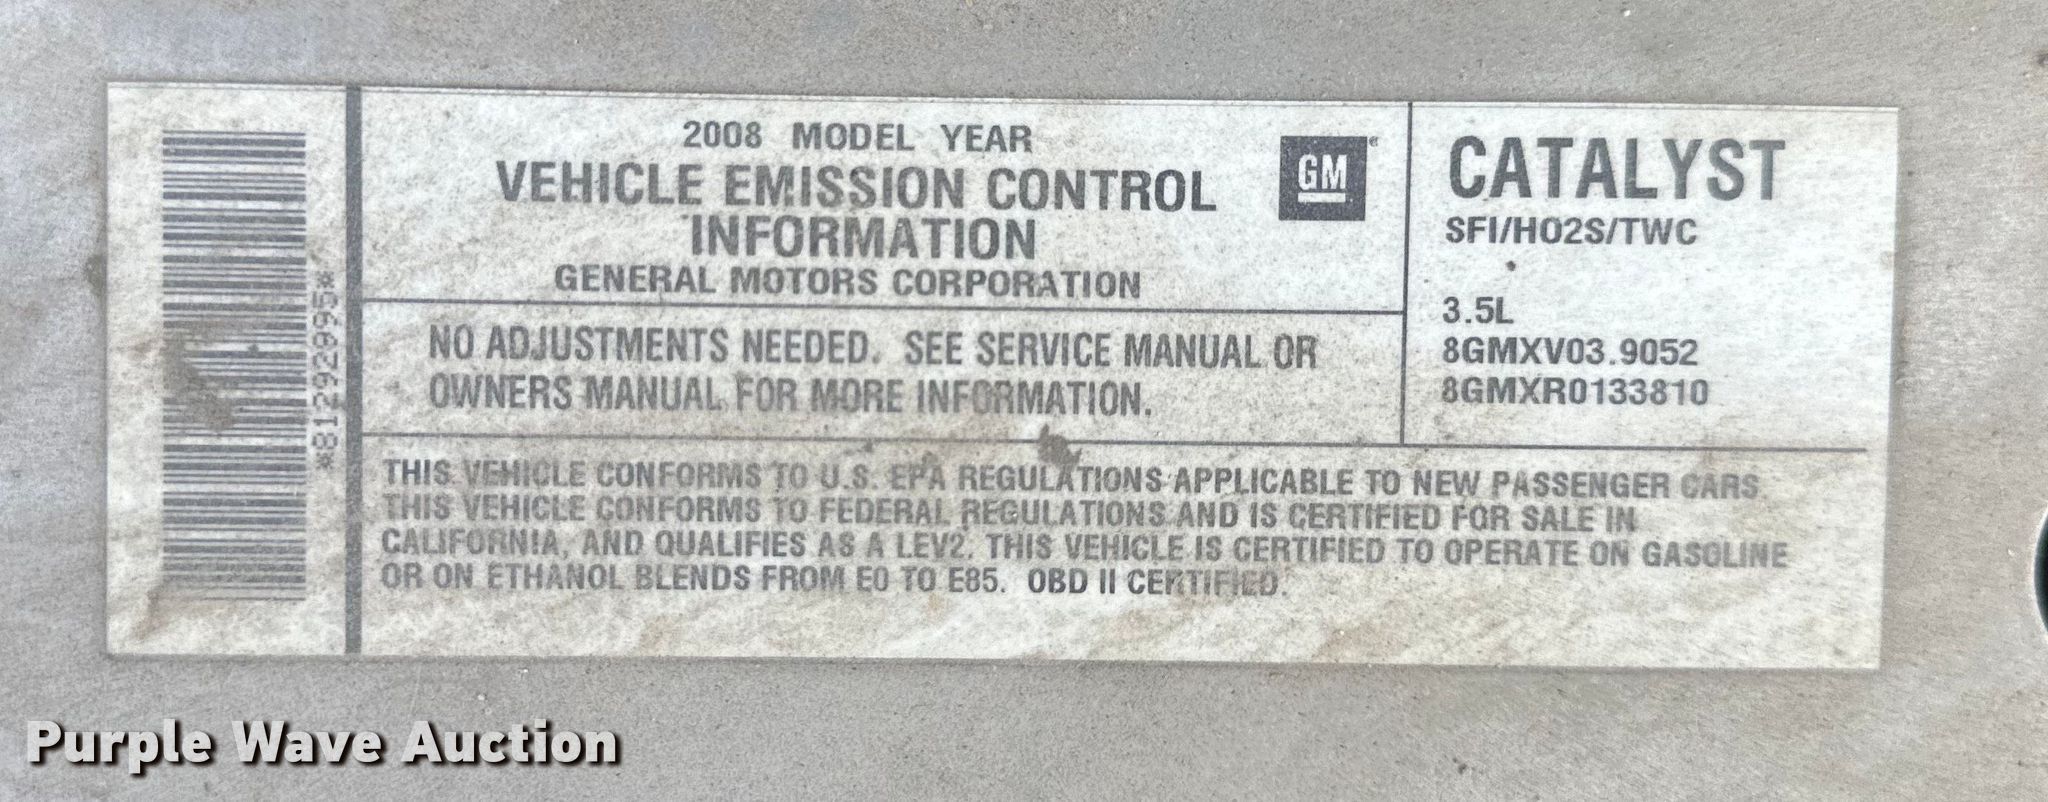 *81292995*
2008 MODEL YEAR
VEHICLE EMISSION CONTROL
INFORMATION
GENERAL MOTORS CORPORATION
GM®
CATALYST
SFI/HO2S/TWC
3.5L
8GMXV03.9052
8GMXR0133810
NO ADJUSTMENTS NEEDED. SEE SERVICE MANUAL OR
OWNERS MANUAL FOR MORE INFORMATION.
THIS VEHICLE CONFORMS TO U.S. EPA REGULATIONS APPLICABLE TO NEW PASSENGER CARS.
THIS VEHICLE CONFORMS TO FEDERAL REGULATIONS AND IS CERTIFIED FOR SALE IN
CALIFORNIA, AND QUALIFIES AS A LEV2. THIS VEHICLE IS CERTIFIED TO OPERATE ON GASOLINE
OR ON ETHANOL BLENDS FROM E0 TO E85. OBD II CERTIFIED.
Purple Wave Auction